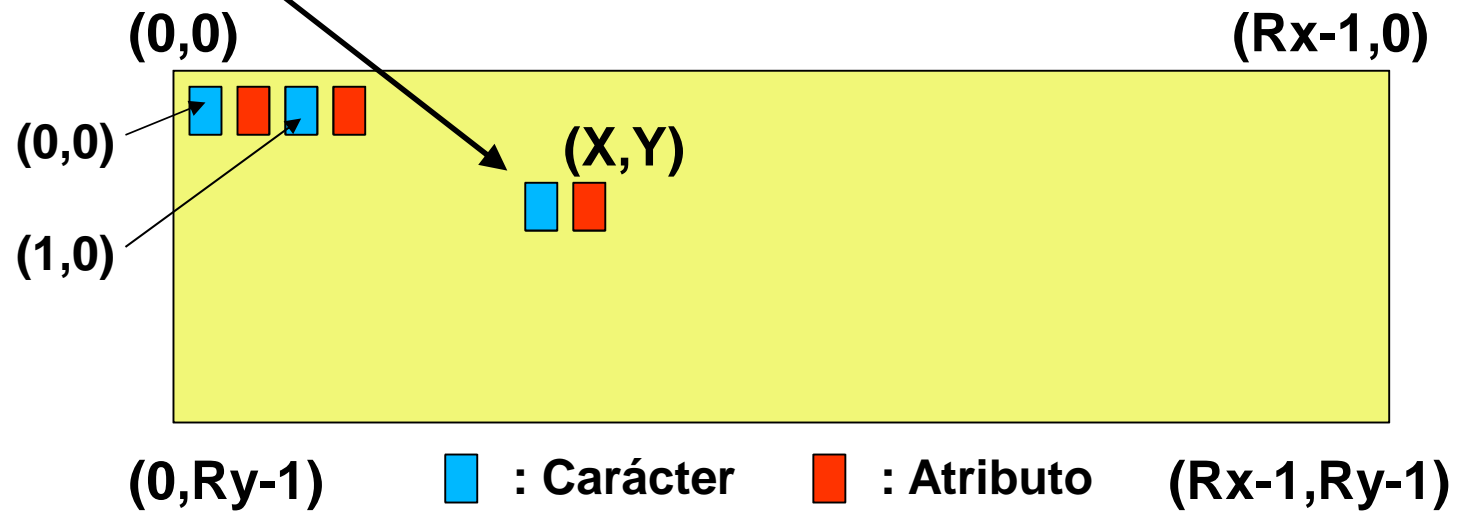 (0,0) (Rx-1,0)
(0,0) (X,Y)
(1,0)
(0,Ry-1) : Carácter : Atributo (Rx-1,Ry-1)